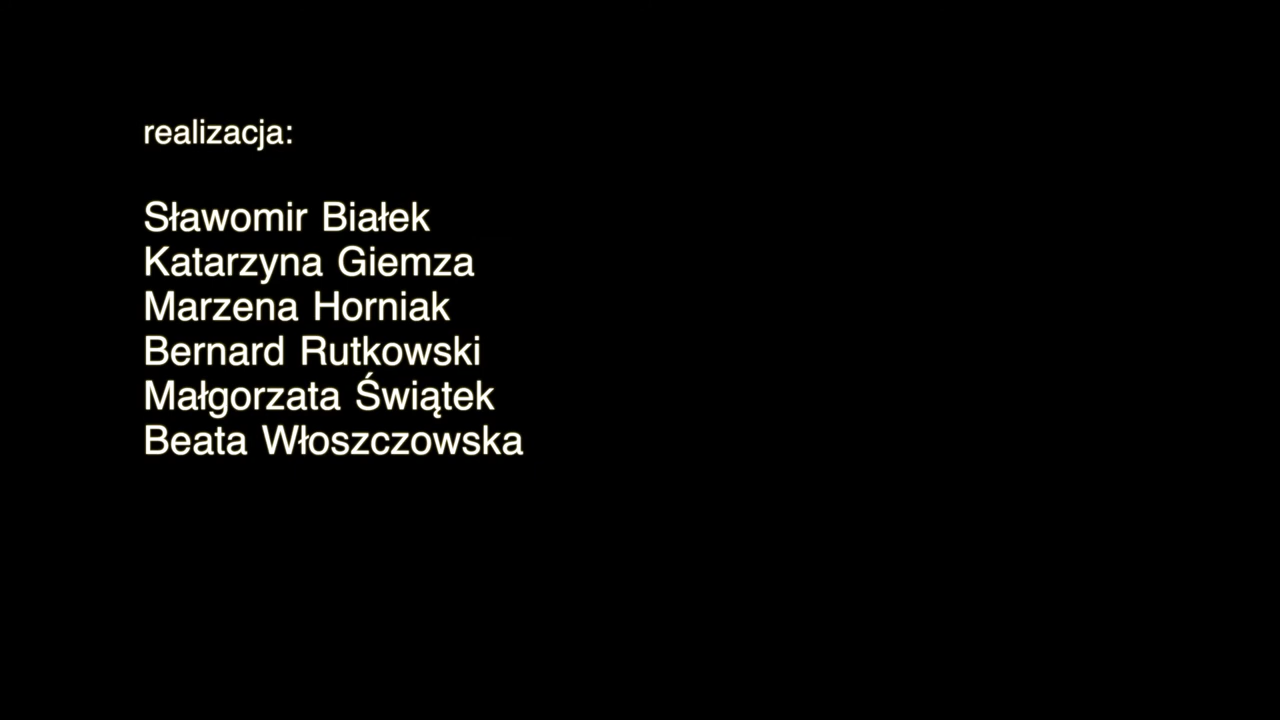 realizacja:
Sławomir Białek
Katarzyna Giemza
Marzena Horniak
Bernard Rutkowski
Małgorzata Świątek
Beata Włoszczowska